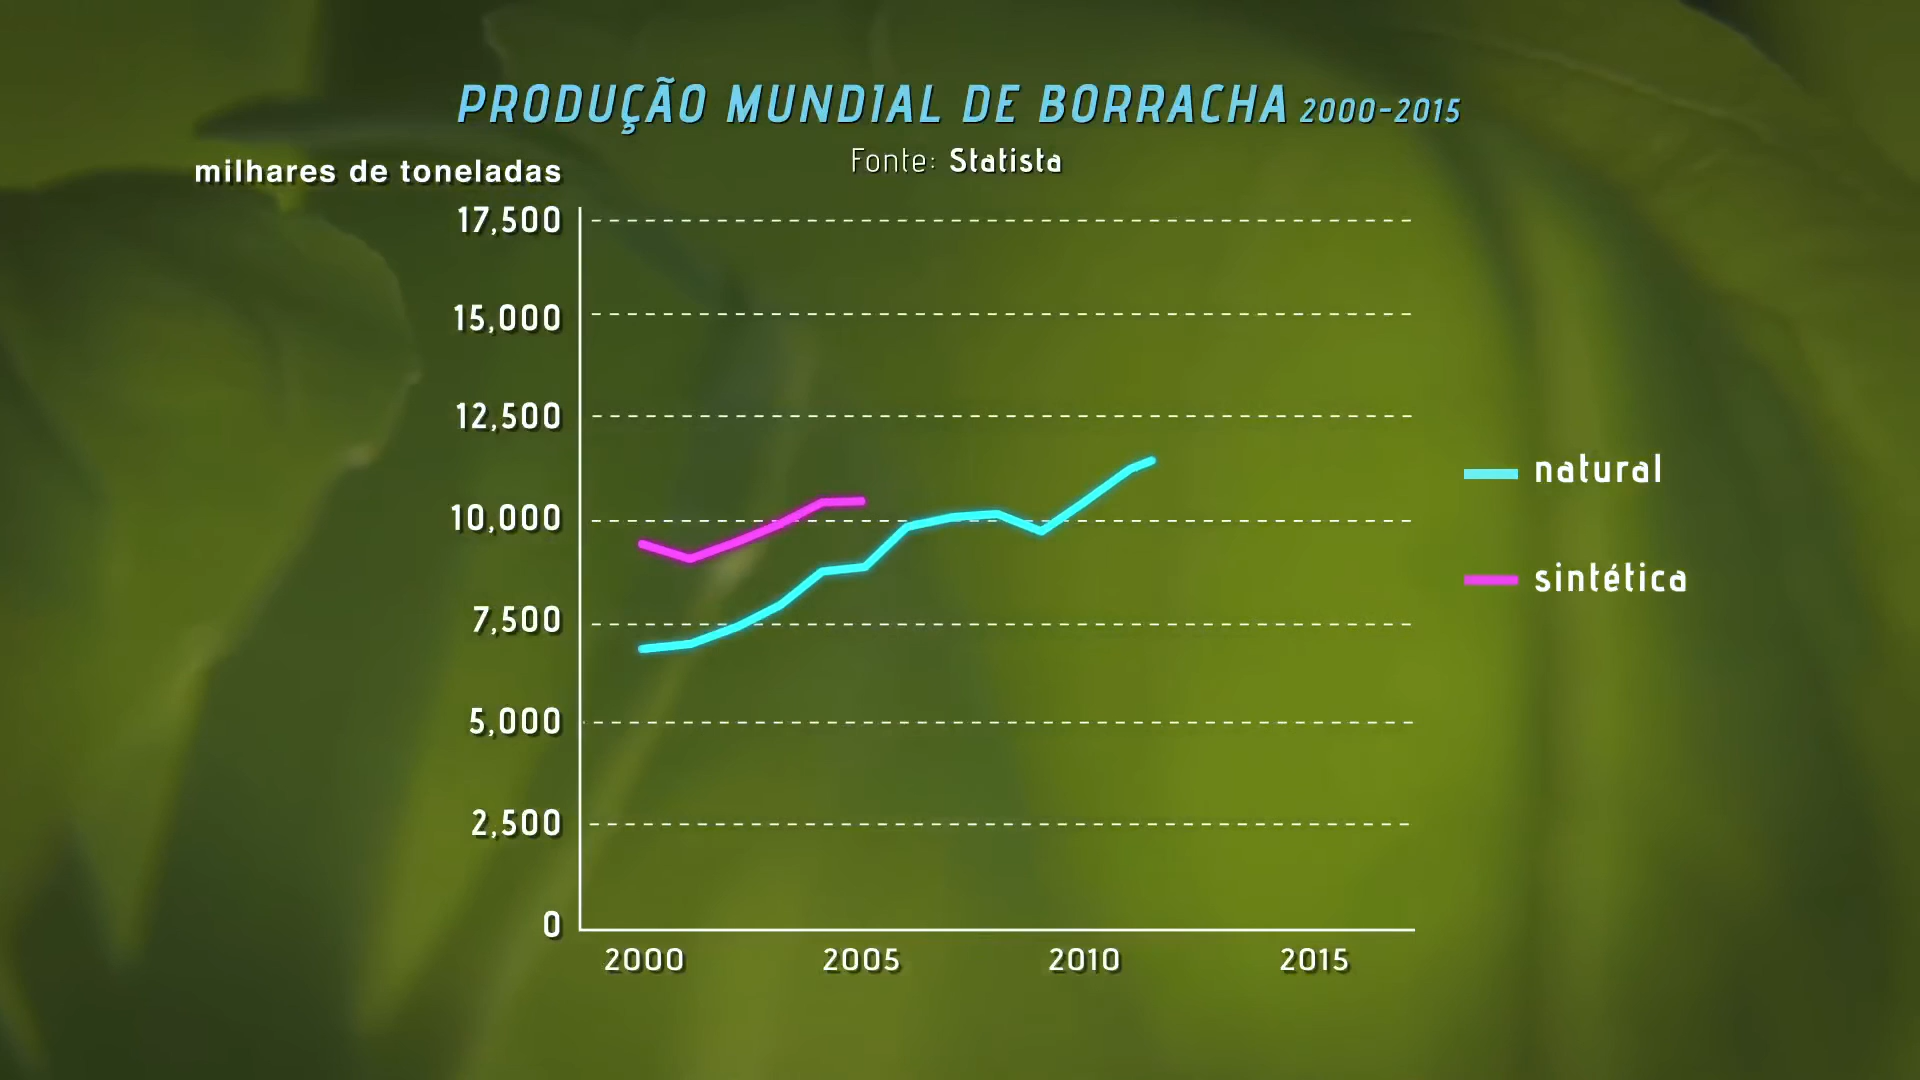 PRODUÇÃO MUNDIAL DE BORRACHA 2000-2015
Fonte: Statista
milhares de toneladas
17,500
15,000
12,500
10,000
7,500
5,000
2,500
0
2000 2005 2010 2015
natural
sintética